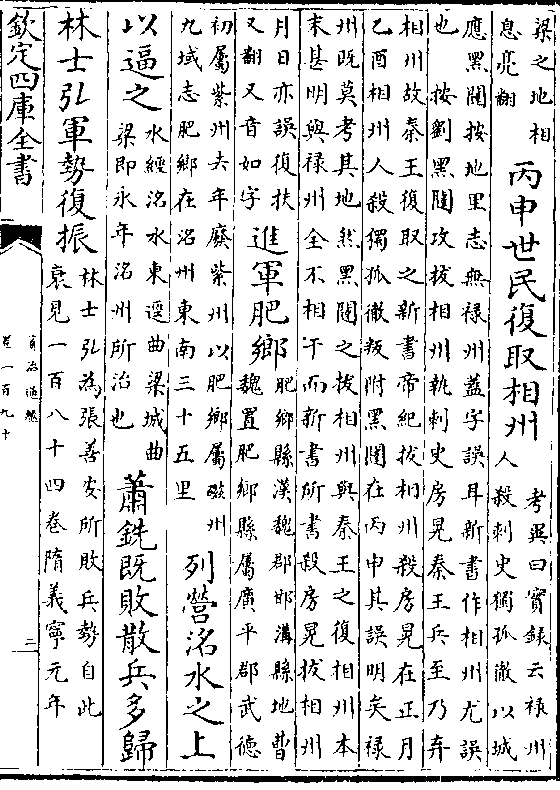 梁之地相
息亮翻
丙申世民復取相州
考異曰實録云禄州
人殺刺史獨孤徹以城
應黑闥按地里志無禄州蓋字誤耳新書作相州尤誤
也 按劉黑闥攻拔相州執刺史房晃秦王兵至乃弃
相州故秦王復取之新書帝紀拔相州殺房晃在正月
乙酉相州人殺獨孤徹叛附黑闥在丙申其誤明矣禄
州既莫考其地然黑闥之拔相州與秦王之復相州本
末甚明與禄州全不相干而新書所書殺房晃拔相州
月日亦誤復扶
又翻又音如字
進軍肥鄉
肥鄉縣漢魏郡邯溝縣地曹
魏置肥鄉縣屬廣平郡武德
初屬紫州去年廢紫州以肥鄉屬磁州
九域志肥鄉在洺州東南三十五里
列營洺水之上
以逼之
水經洺水東逕曲梁城曲
梁即永年洺州所治也
蕭銑既敗散兵多歸
林士弘軍勢復振
林士弘為張善安所敗兵勢自此
衰見一百八十四卷隋義寧元年
欽定四庫全書
資治通鑑
卷一百九十
三